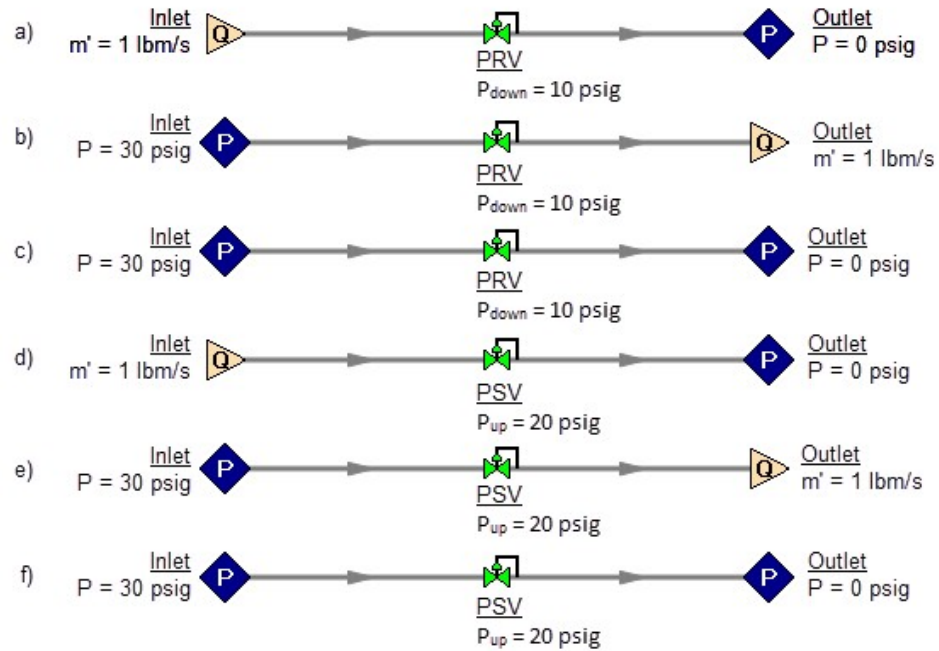 a) Inlet Q PRV P Outlet
m' = 1 lbm/s P = 0 psig
Pdown = 10 psig
b) Inlet P PRV Q Outlet
P = 30 psig m' = 1 lbm/s
Pdown = 10 psig
c) Inlet P PRV P Outlet
P = 30 psig P = 0 psig
Pdown = 10 psig
d) Inlet Q PSV P Outlet
m' = 1 lbm/s P = 0 psig
Pup = 20 psig
e) Inlet P PSV Q Outlet
P = 30 psig m' = 1 lbm/s
Pup = 20 psig
f) Inlet P PSV P Outlet
P = 30 psig P = 0 psig
Pup = 20 psig